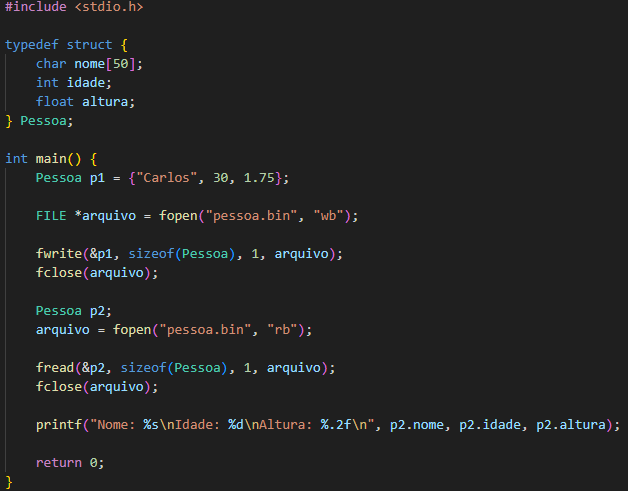 #include <stdio.h>
typedef struct {
    char nome[50];
    int idade;
    float altura;
} Pessoa;
int main() {
    Pessoa p1 = {"Carlos", 30, 1.75};
    FILE *arquivo = fopen("pessoa.bin", "wb");
    fwrite(&p1, sizeof(Pessoa), 1, arquivo);
    fclose(arquivo);
    Pessoa p2;
    arquivo = fopen("pessoa.bin", "rb");
    fread(&p2, sizeof(Pessoa), 1, arquivo);
    fclose(arquivo);
    printf("Nome: %s\nIdade: %d\nAltura: %.2f\n", p2.nome, p2.idade, p2.altura);
    return 0;
}